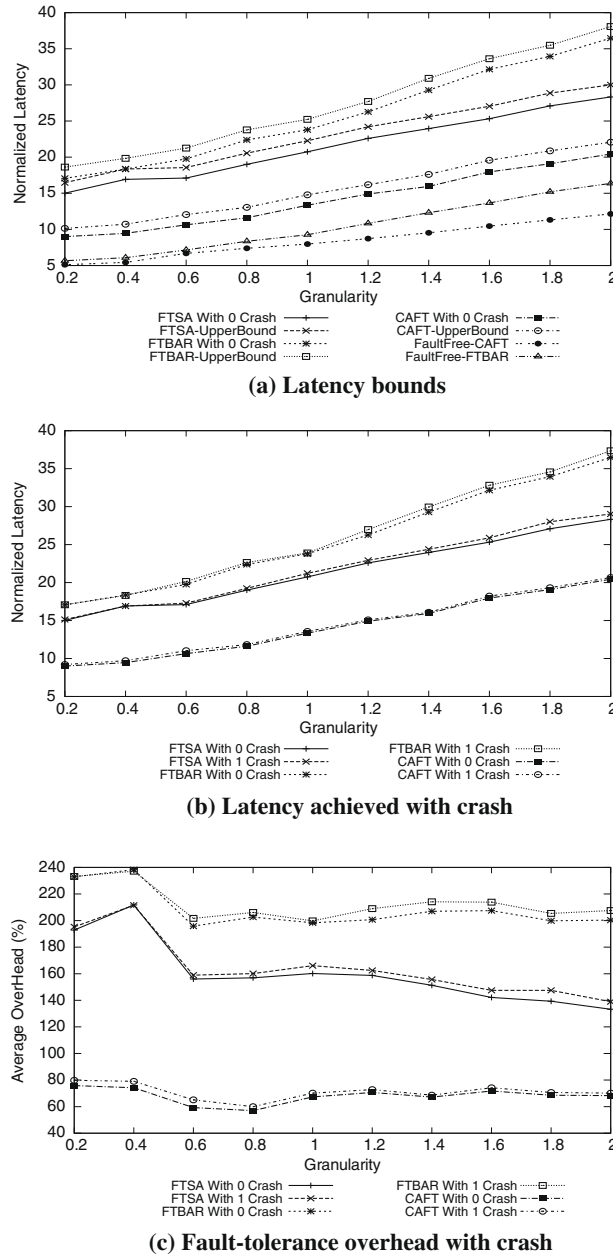 40
35
30
25
20
15
10
5
Normalized Latency
0.2 0.4 0.6 0.8 1 1.2 1.4 1.6 1.8 2
Granularity
FTSA With 0 Crash CAFT With 0 Crash
FTSA-UpperBound CAFT-UpperBound
FTBAR With 0 Crash FaultFree-CAFT
FTBAR-UpperBound FaultFree-FTBAR
(a) Latency bounds
40
35
30
25
20
15
10
5
Normalized Latency
0.2 0.4 0.6 0.8 1 1.2 1.4 1.6 1.8 2
Granularity
FTSA With 0 Crash FTBAR With 1 Crash
FTSA With 1 Crash CAFT With 0 Crash
FTBAR With 0 Crash CAFT With 1 Crash
(b) Latency achieved with crash
240
220
200
180
160
140
120
100
80
60
40
Average OverHead (%)
0.2 0.4 0.6 0.8 1 1.2 1.4 1.6 1.8 2
Granularity
FTSA With 0 Crash FTBAR With 1 Crash
FTSA With 1 Crash CAFT With 0 Crash
FTBAR With 0 Crash CAFT With 1 Crash
(c) Fault-tolerance overhead with crash